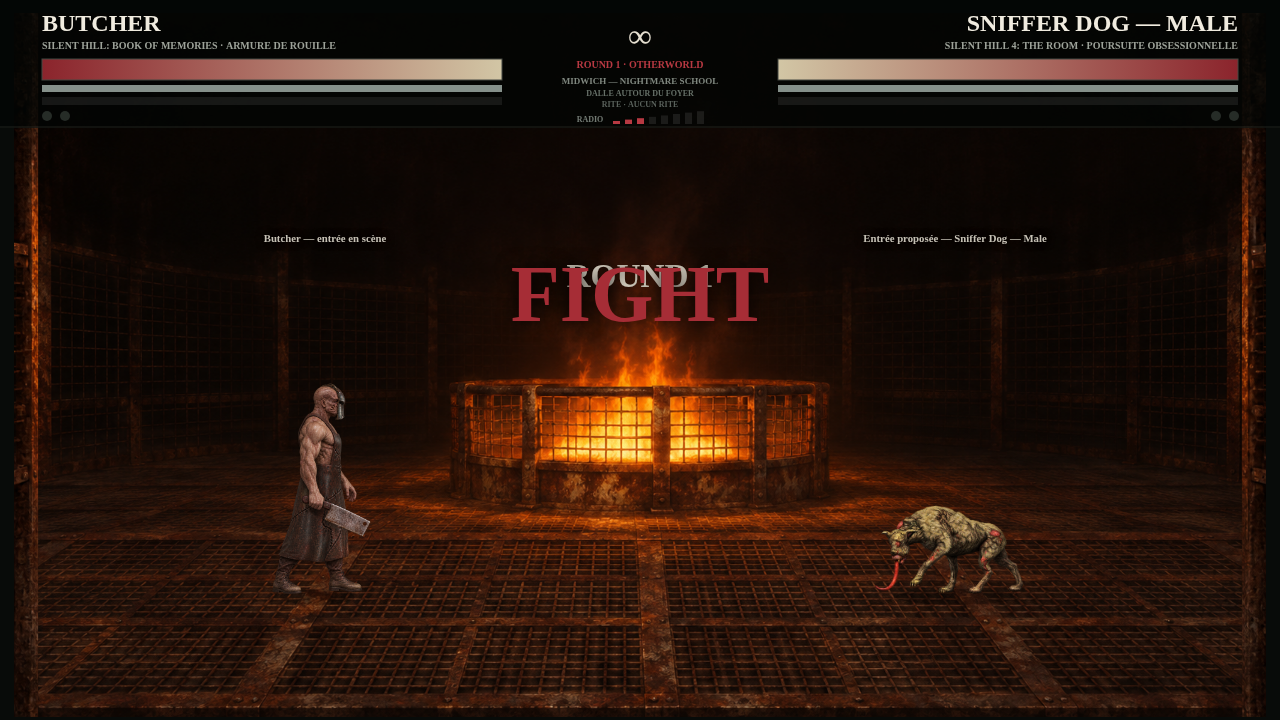 BUTCHER
SILENT HILL: BOOK OF MEMORIES · ARMURE DE ROUILLE
∞
ROUND 1 · OTHERWORLD
MIDWICH — NIGHTMARE SCHOOL
DALLE AUTOUR DU FOYER
RITE · AUCUN RITE
RADIO
SNIFFER DOG — MALE
SILENT HILL 4: THE ROOM · POURSUITE OBSESSIONNELLE
Butcher — entrée en scène
Entrée proposée — Sniffer Dog — Male
ROUND 1
FIGHT